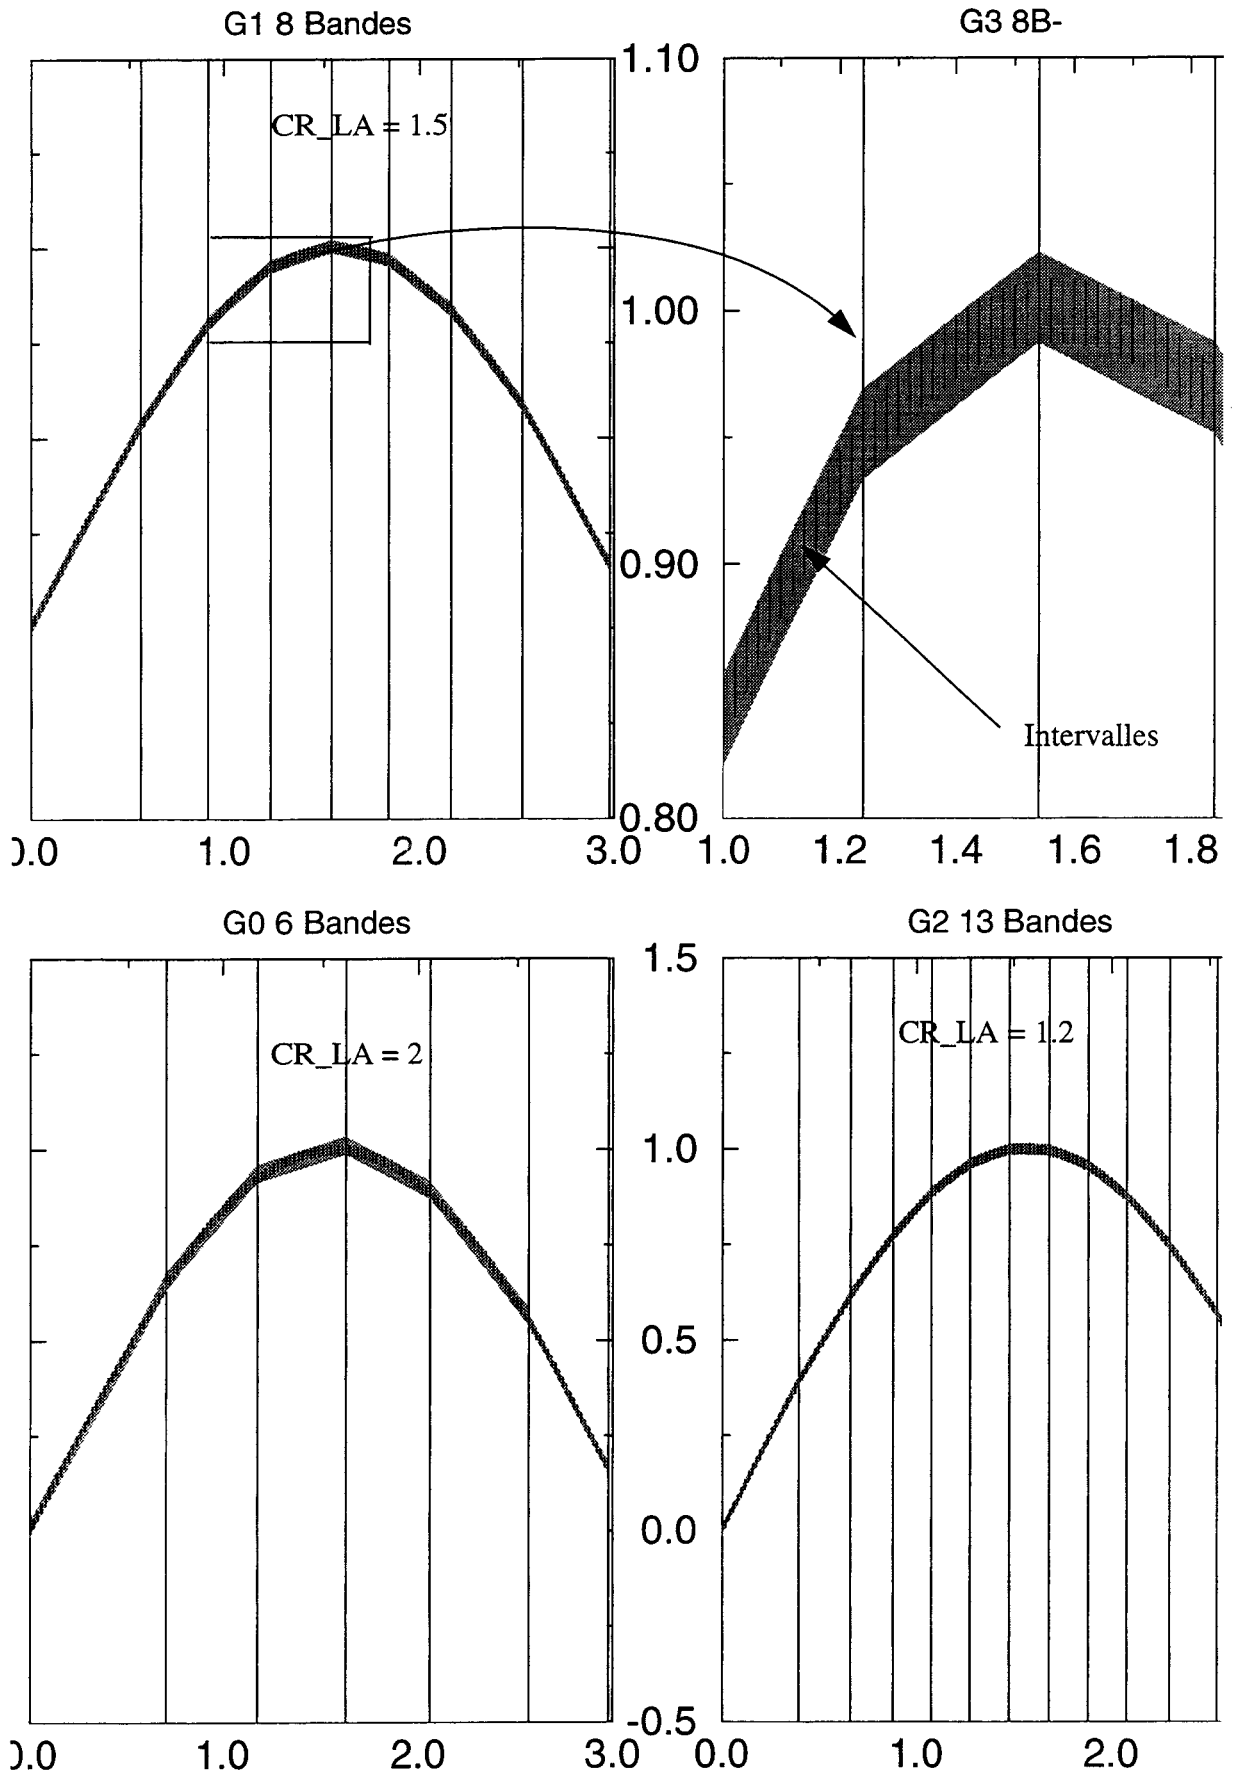 G1 8 Bandes
G3 8B-
CR_LA = 1.5
1.10
1.00
0.90
0.80
Intervalles
0.0 1.0 2.0 3.0
1.0 1.2 1.4 1.6 1.8
G0 6 Bandes
G2 13 Bandes
CR_LA = 2
CR_LA = 1.2
1.5
1.0
0.5
0.0
-0.5
0.0 1.0 2.0 3.0
0.0 1.0 2.0